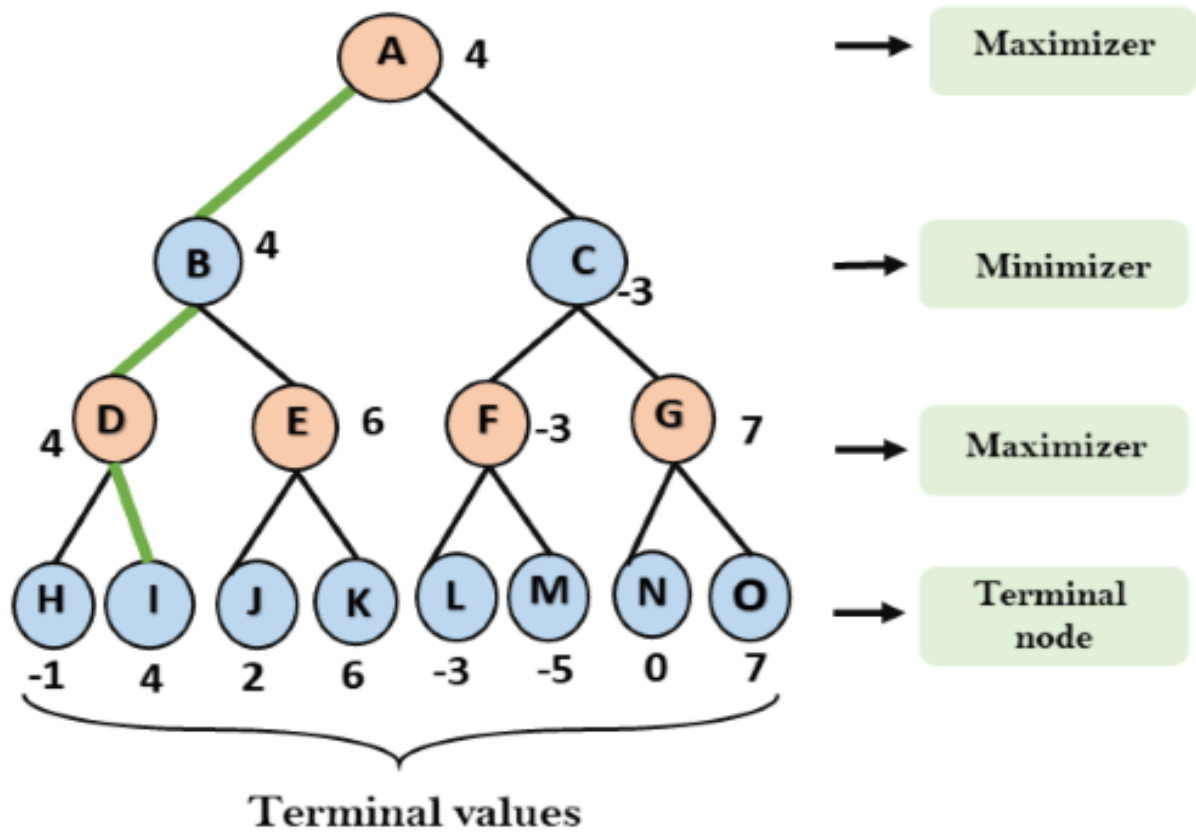 A 4
Maximizer
B 4
C -3
Minimizer
D 4
E 6
F -3
G 7
Maximizer
H I J K L M N O
Terminal
node
-1 4 2 6 -3 -5 0 7
Terminal values